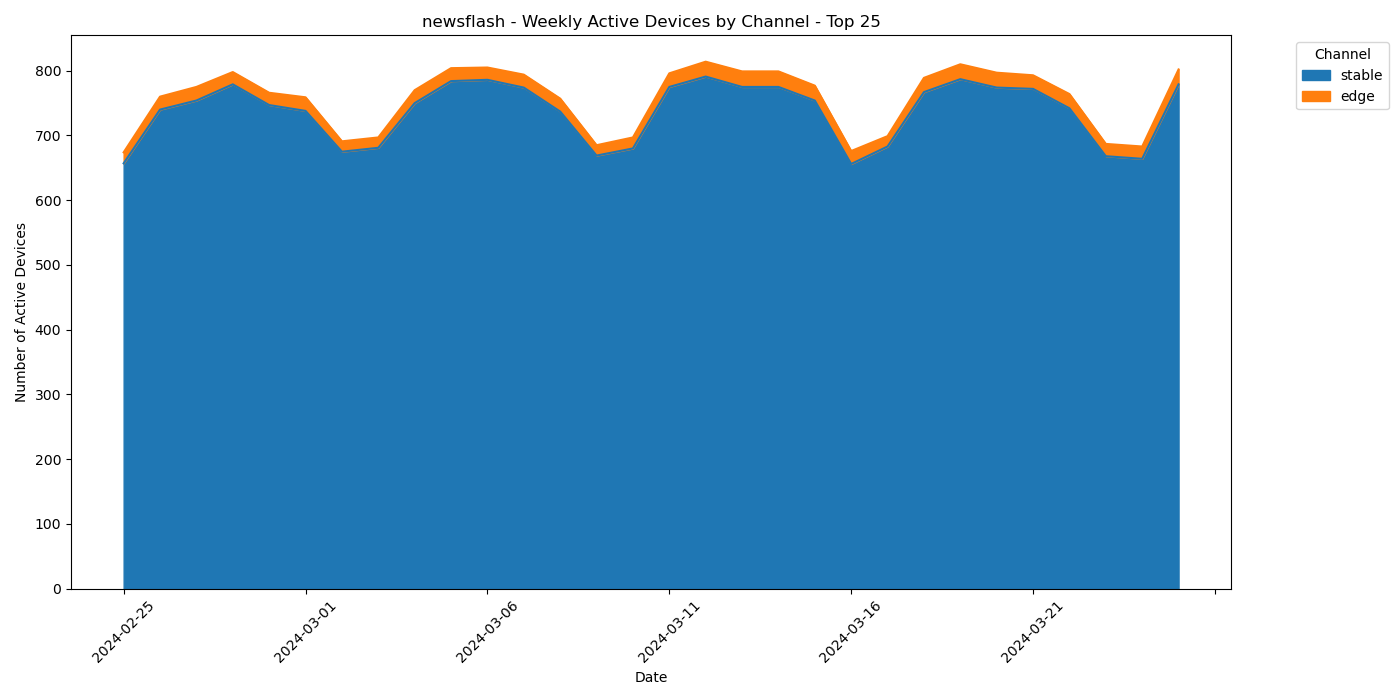 newsflash - Weekly Active Devices by Channel - Top 25
Channel
stable
edge
Number of Active Devices
800
700
600
500
400
300
200
100
0
2024-02-25
2024-03-01
2024-03-06
2024-03-11
2024-03-16
2024-03-21
Date